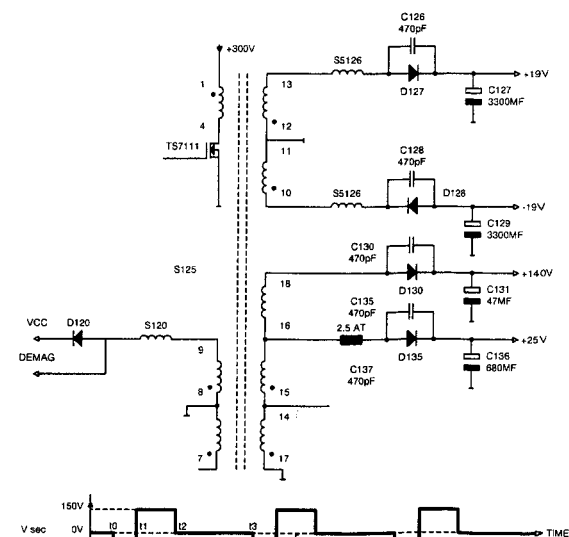 C126
470pF
+300V
S5126
+19V
1
13
D127
C127
3300MF
4
12
TS7111
11
C128
470pF
10
S5126
D128
-19V
C129
3300MF
C130
470pF
S125
18
+140V
C135
470pF
D130
C131
47MF
VCC
D120
S120
16
2.5 AT
+25V
DEMAG
9
D135
C136
680MF
8
15
C137
470pF
14
7
17
150V
V sec
0V
t0
t1
t2
t3
TIME